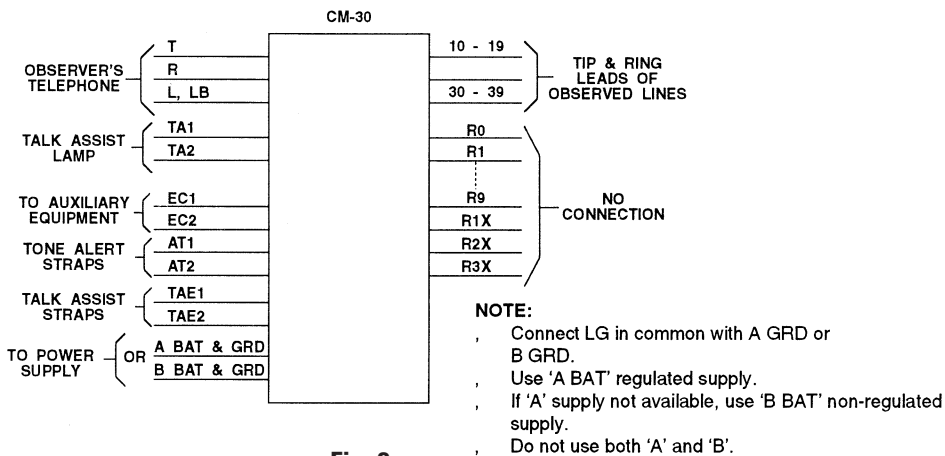 CM-30
OBSERVER'S
TELEPHONE
T
R
L, LB
TALK ASSIST
LAMP
TA1
TA2
TO AUXILIARY
EQUIPMENT
EC1
EC2
TONE ALERT
STRAPS
AT1
AT2
TALK ASSIST
STRAPS
TAE1
TAE2
TO POWER
SUPPLY
OR
A BAT & GRD
B BAT & GRD
10 - 19
30 - 39
TIP & RING
LEADS OF
OBSERVED LINES
R0
R1
R9
R1X
R2X
R3X
NO
CONNECTION
NOTE:
, Connect LG in common with A GRD or
B GRD.
, Use ‘A BAT’ regulated supply.
, If ‘A’ supply not available, use ‘B BAT’ non-regulated
supply.
, Do not use both ‘A’ and ‘B’.